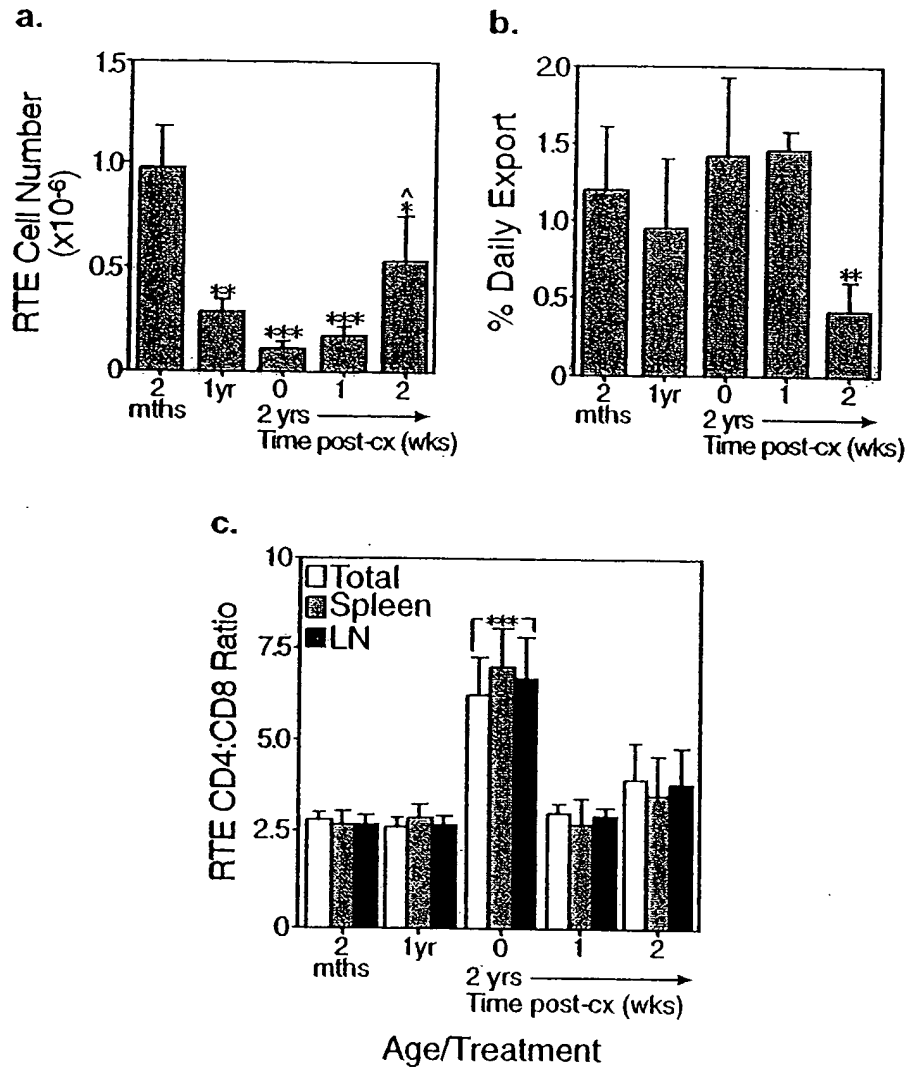 a.
RTE Cell Number
(x10⁻⁶)
1.5
1.0
0.5
0
**
***
***
^
*
2
mths
1yr
0
1
2
2 yrs
Time post-cx (wks)
b.
% Daily Export
2.0
1.5
1.0
0.5
0
**
2
mths
1yr
0
1
2
2 yrs
Time post-cx (wks)
c.
RTE CD4:CD8 Ratio
10
7.5
5.0
2.5
0
Total
Spleen
LN
***
2
mths
1yr
0
1
2
2 yrs
Time post-cx (wks)
Age/Treatment